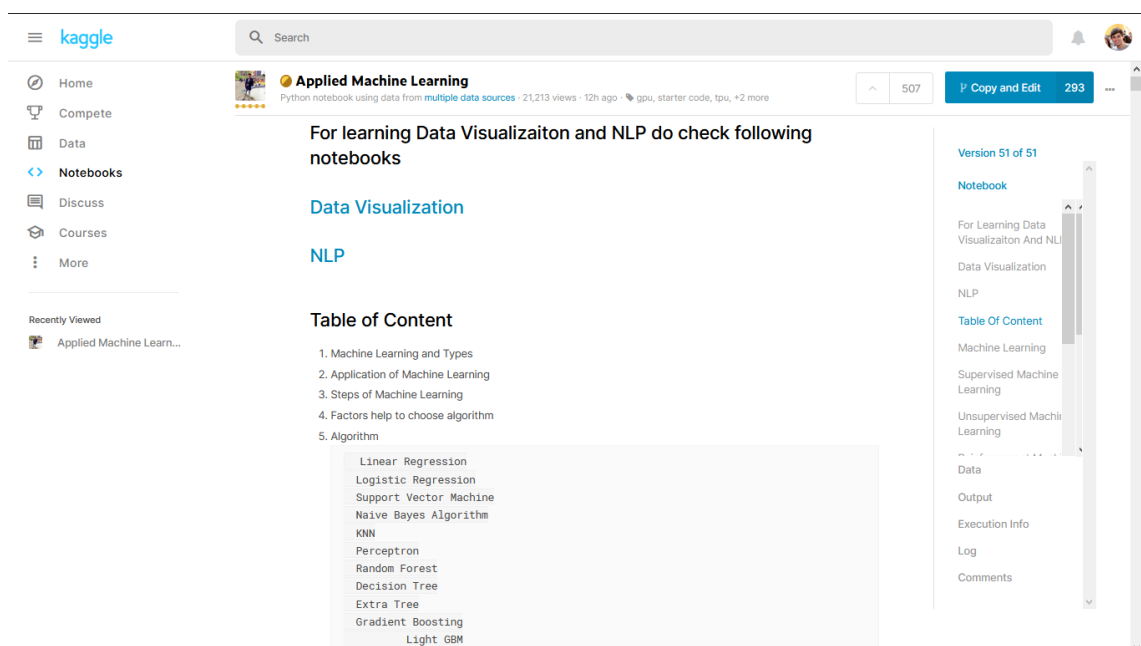 kaggle
Search
Home
Compete
Data
Notebooks
Discuss
Courses
More
Recently Viewed
Applied Machine Learn...
Applied Machine Learning
Python notebook using data from multiple data sources · 21,213 views · 12h ago · gpu, starter code, tpu, +2 more
507
Copy and Edit 293
For learning Data Visualizaiton and NLP do check following
notebooks
Data Visualization
NLP
Table of Content
1. Machine Learning and Types
2. Application of Machine Learning
3. Steps of Machine Learning
4. Factors help to choose algorithm
5. Algorithm
Linear Regression
Logistic Regression
Support Vector Machine
Naive Bayes Algorithm
KNN
Perceptron
Random Forest
Decision Tree
Extra Tree
Gradient Boosting
Light GBM
Version 51 of 51
Notebook
For Learning Data
Visualizaiton And NL
Data Visualization
NLP
Table Of Content
Machine Learning
Supervised Machine
Learning
Unsupervised Machi
Learning
Data
Output
Execution Info
Log
Comments